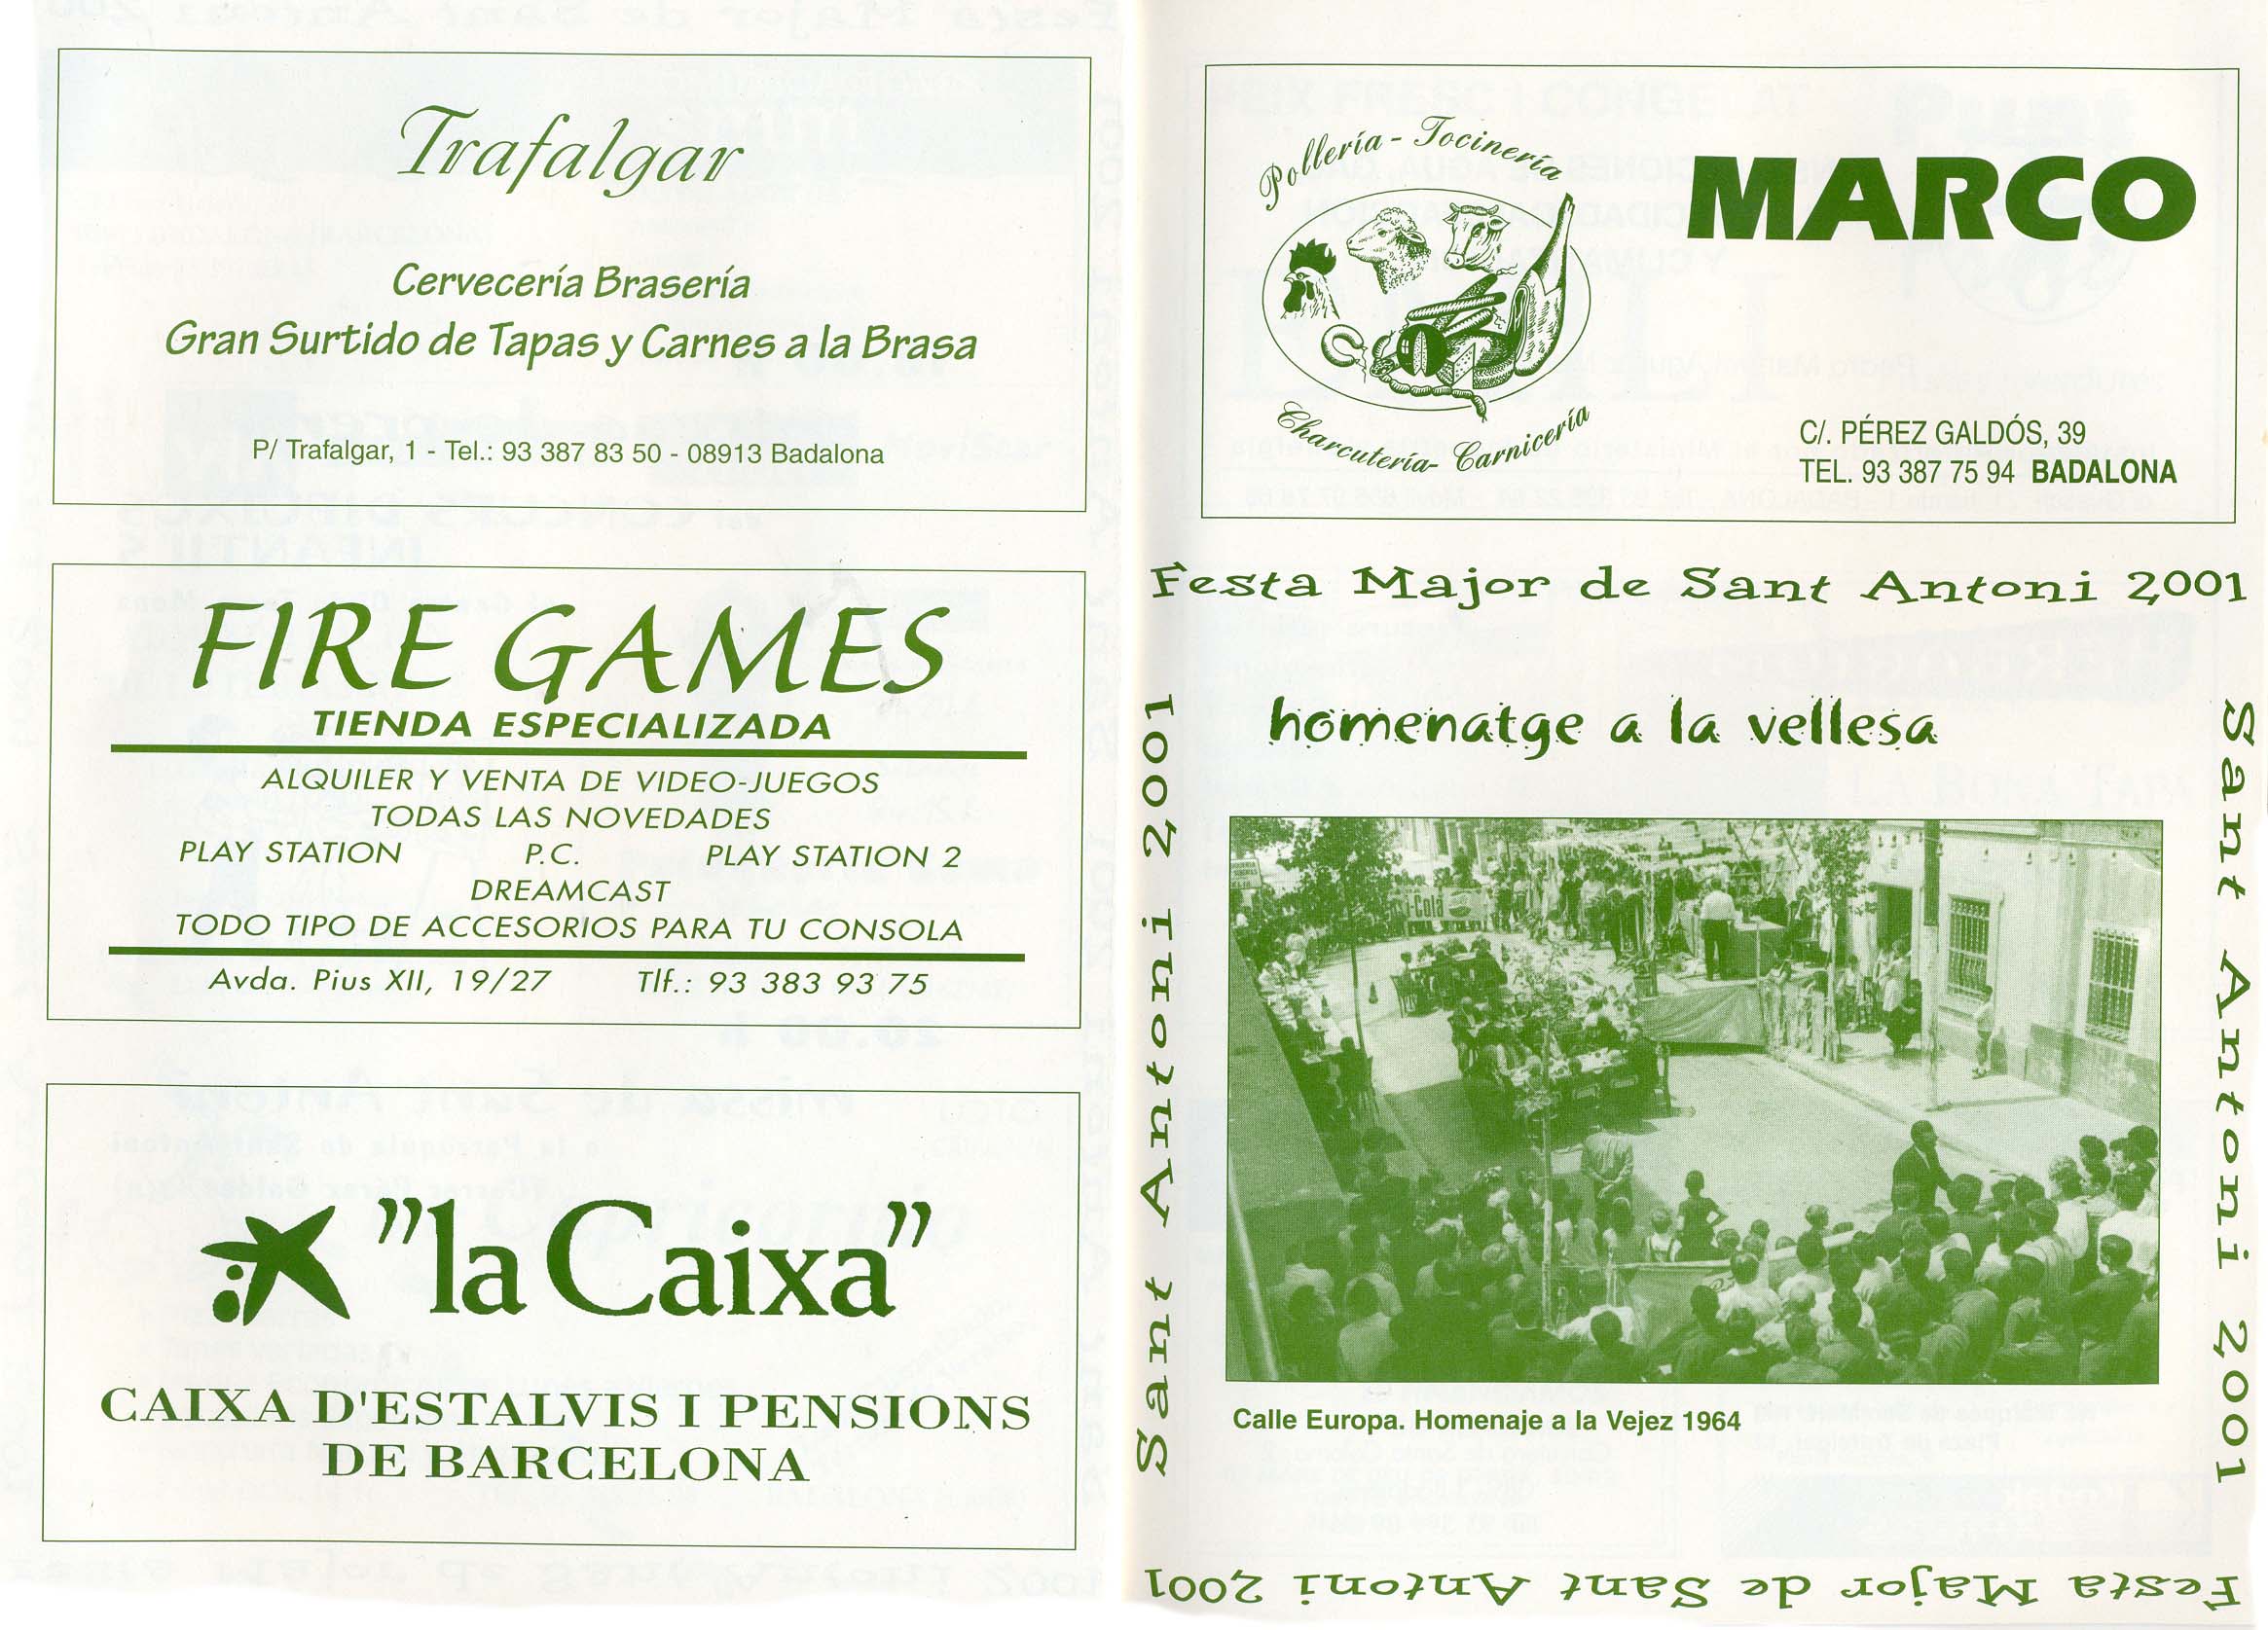 Trafalgar
Cervecería Brasería
Gran Surtido de Tapas y Carnes a la Brasa
P/ Trafalgar, 1 - Tel.: 93 387 83 50 - 08913 Badalona
FIRE GAMES
TIENDA ESPECIALIZADA
ALQUILER Y VENTA DE VIDEO-JUEGOS
TODAS LAS NOVEDADES
PLAY STATION P.C. PLAY STATION 2
DREAMCAST
TODO TIPO DE ACCESORIOS PARA TU CONSOLA
Avda. Pius XII, 19/27 Tlf.: 93 383 93 75
"la Caixa"
CAIXA D'ESTALVIS I PENSIONS
DE BARCELONA
Pollería - Tocinería
MARCO
Charcutería- Carnicería
C/. PÉREZ GALDÓS, 39
TEL. 93 387 75 94 BADALONA
Festa Major de Sant Antoni 2001
Sant Antoni 2001
homenatge a la vellesa
i-Cola
Calle Europa. Homenaje a la Vejez 1964
Sant Antoni 2001
Festa Major de Sant Antoni 2001